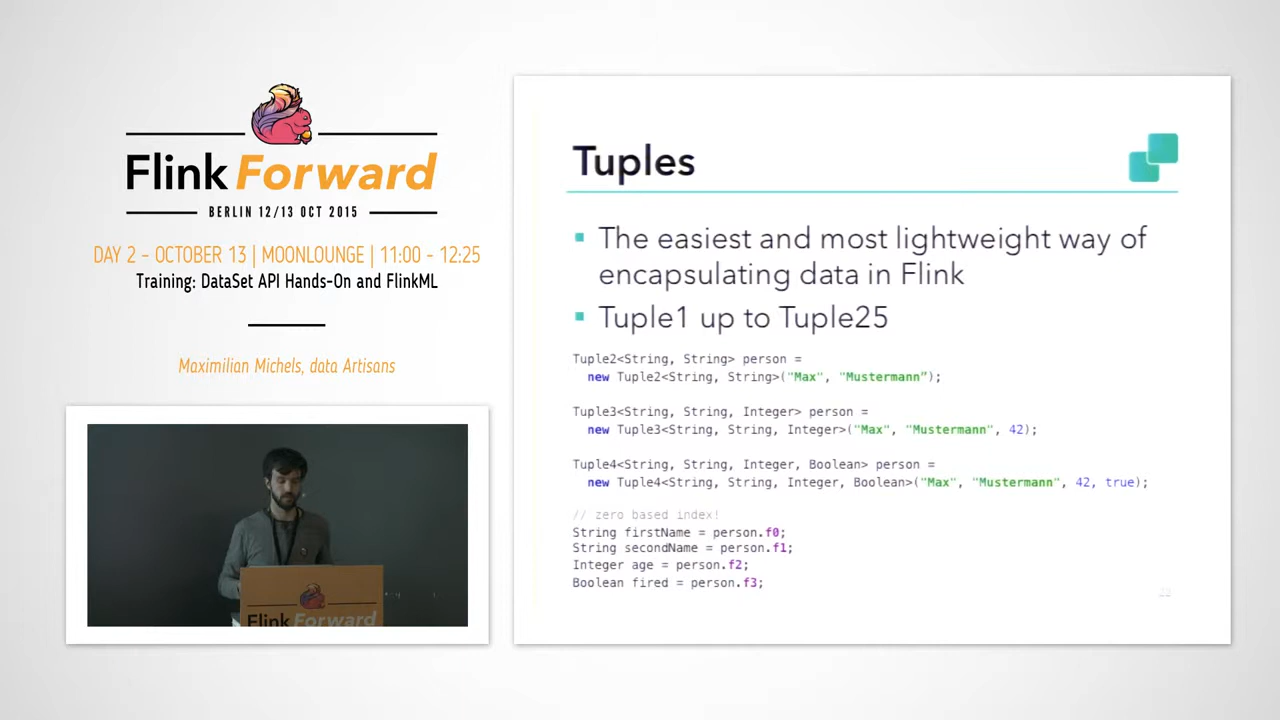 Flink Forward
BERLIN 12/13 OCT 2015
DAY 2 - OCTOBER 13 | MOONLOUNGE | 11:00 - 12:25
Training: DataSet API Hands-On and FlinkML
Maximilian Michels, data Artisans
Flink Forward
Tuples
The easiest and most lightweight way of
encapsulating data in Flink
Tuple1 up to Tuple25
Tuple2<String, String> person =
new Tuple2<String, String>("Max", "Mustermann");
Tuple3<String, String, Integer> person =
new Tuple3<String, String, Integer>("Max", "Mustermann", 42);
Tuple4<String, String, Integer, Boolean> person =
new Tuple4<String, String, Integer, Boolean>("Max", "Mustermann", 42, true);
// zero based index!
String firstName = person.f0;
String secondName = person.f1;
Integer age = person.f2;
Boolean fired = person.f3;